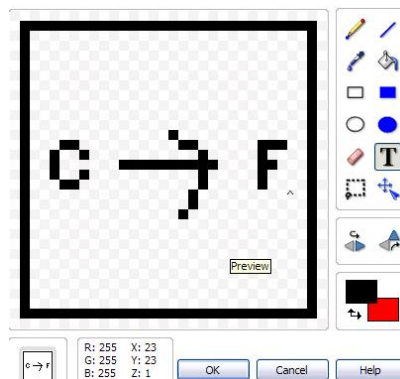 C → F
T
Preview
R: 255 X: 23
G: 255 Y: 23
B: 255 Z: 1
C → F
OK
Cancel
Help